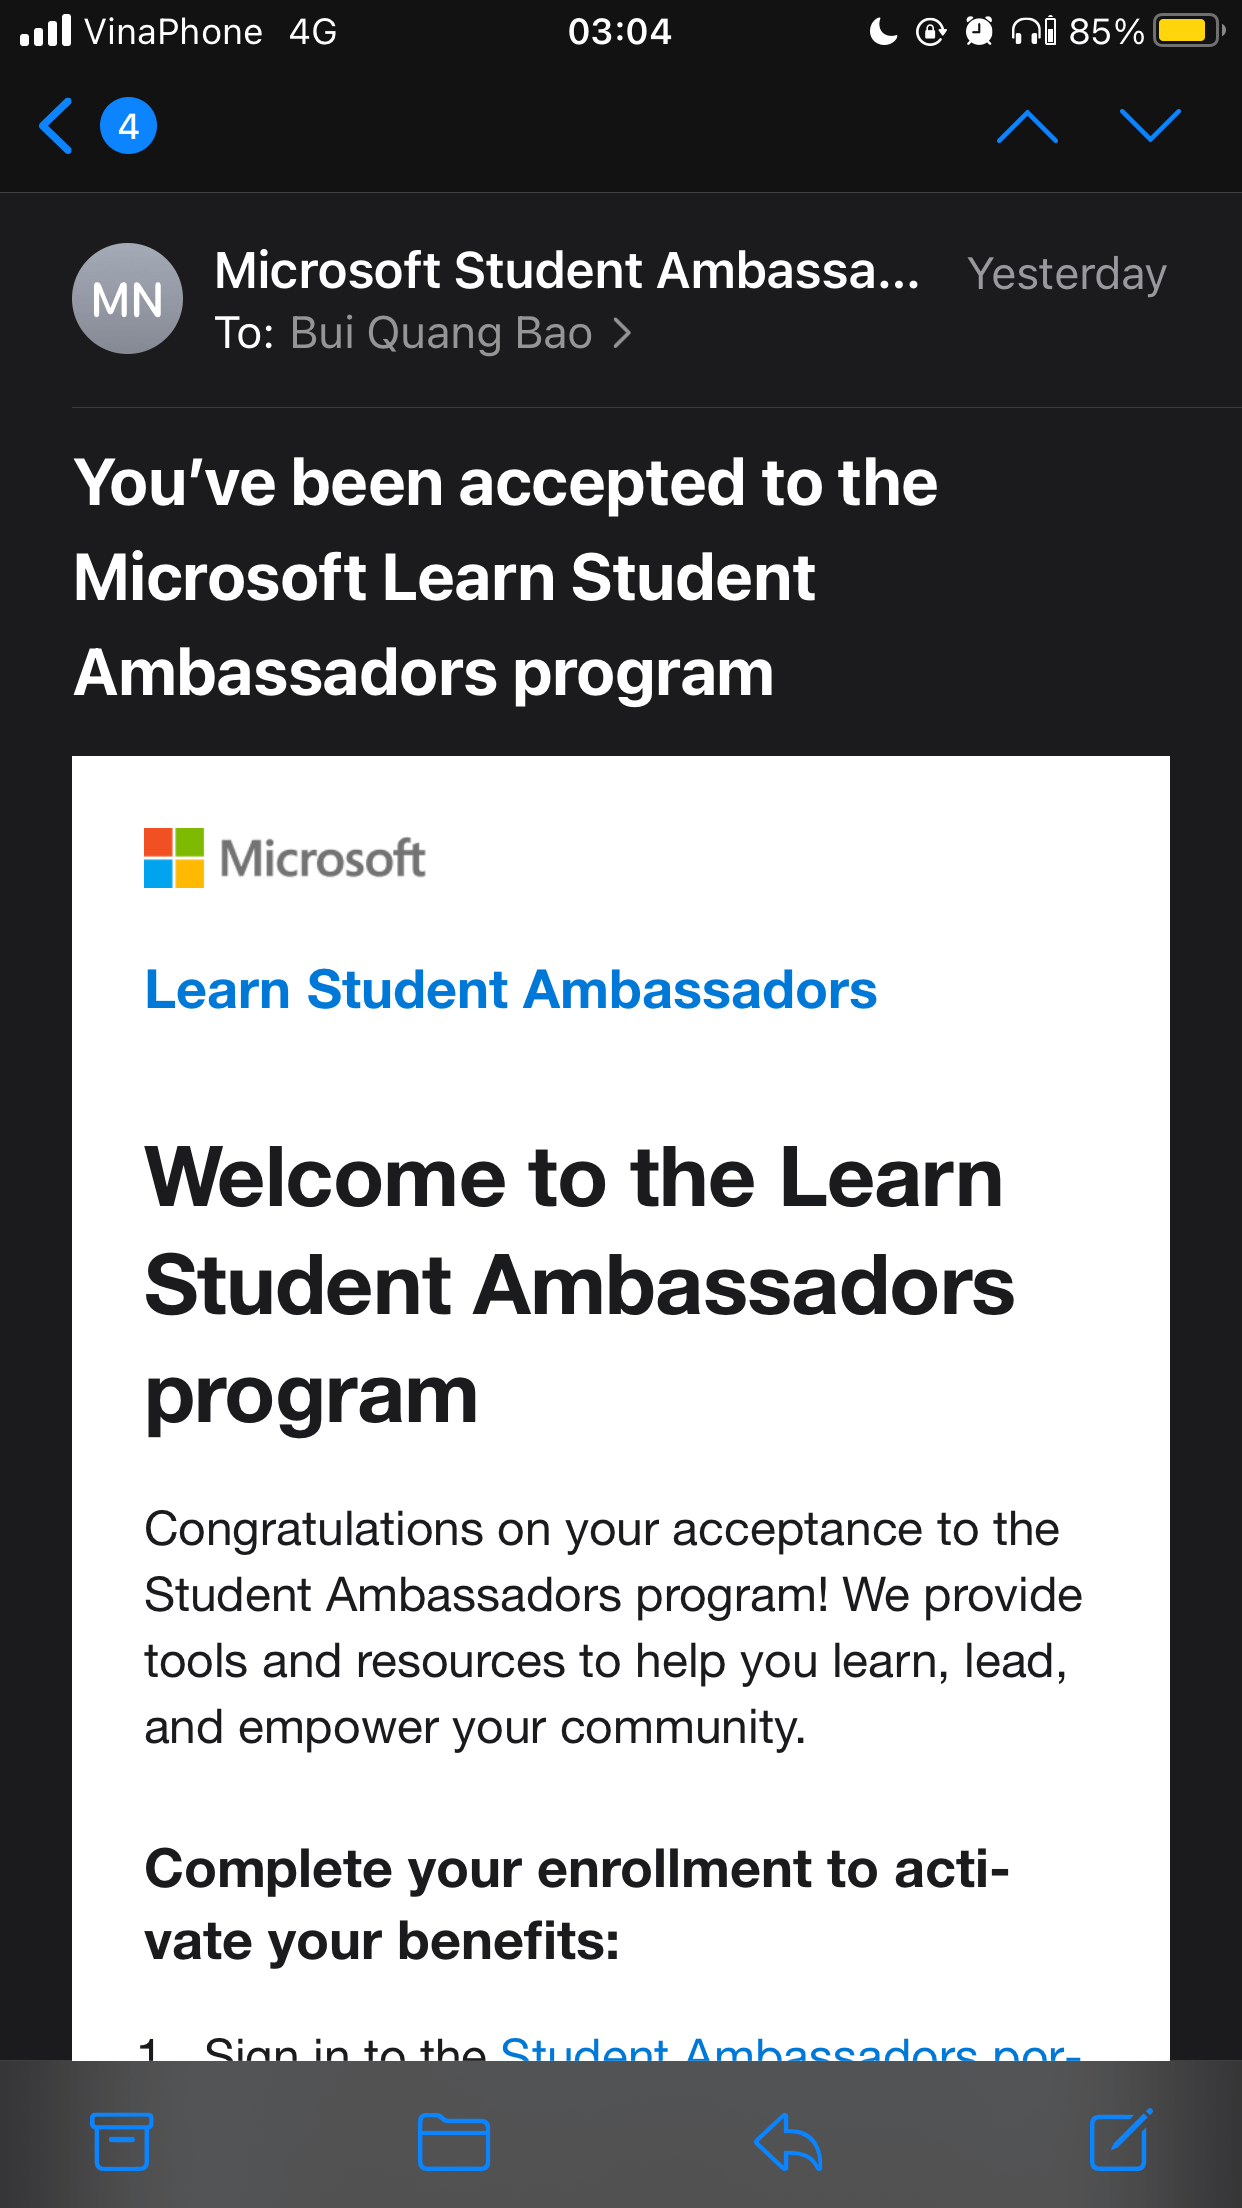 VinaPhone 4G 03:04 85%
4
MN
Microsoft Student Ambassa... Yesterday
To: Bui Quang Bao
You've been accepted to the
Microsoft Learn Student
Ambassadors program
Microsoft
Learn Student Ambassadors
Welcome to the Learn
Student Ambassadors
program
Congratulations on your acceptance to the
Student Ambassadors program! We provide
tools and resources to help you learn, lead,
and empower your community.
Complete your enrollment to acti-
vate your benefits:
1. Sign in to the Student Ambassadors por-